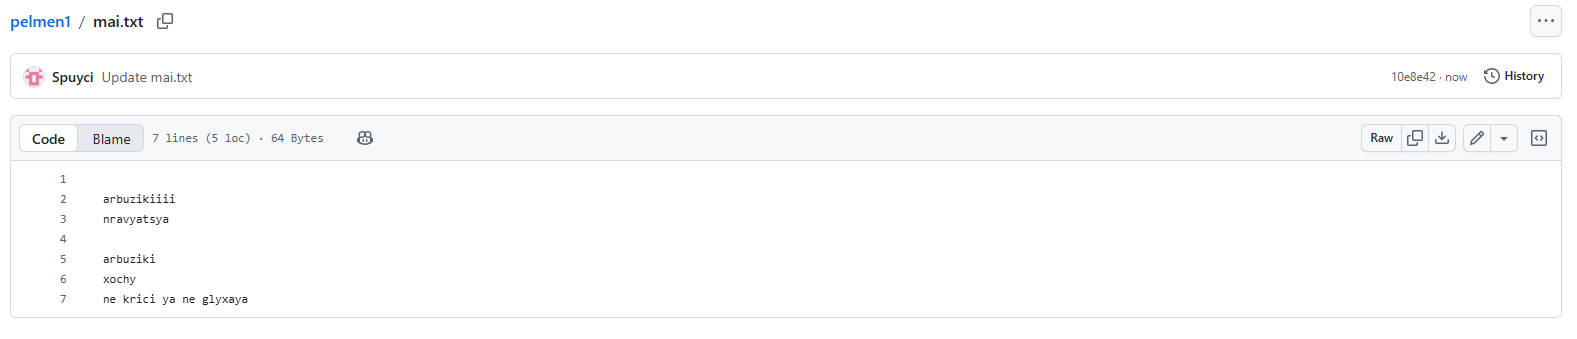 pelmen1 / mai.txt
Spuyci Update mai.txt 10e8e42 · now History
Code Blame 7 lines (5 loc) · 64 Bytes Raw
1
2 arbuzikiiii
3 nravyatsya
4
5 arbuziki
6 xochy
7 ne krici ya ne glyxaya